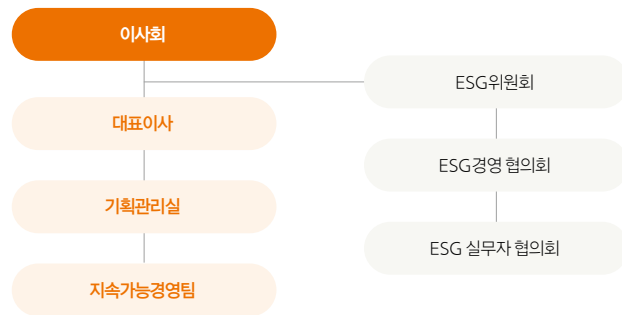 이사회
대표이사
기획관리실
지속가능경영팀
ESG위원회
ESG경영 협의회
ESG 실무자 협의회